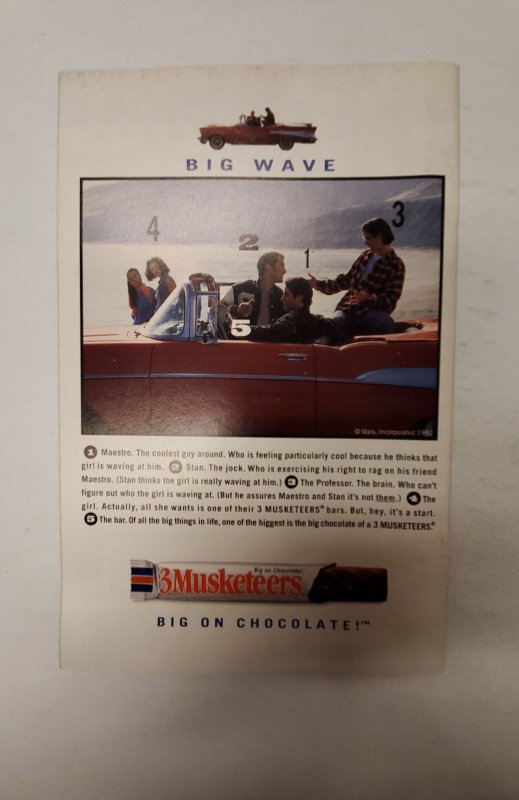 BIG WAVE
4
2
1
3
5
© Mars, Incorporated 1992
1 Maestro. The coolest guy around. Who is feeling particularly cool because he thinks that
girl is waving at him. 2 Stan. The jock. Who is exercising his right to rag on his friend
Maestro. (Stan thinks the girl is really waving at him.) 3 The Professor. The brain. Who can't
figure out who the girl is waving at. (But he assures Maestro and Stan it's not them.) 4 The
girl. Actually, all she wants is one of their 3 MUSKETEERS® bars. But, hey, it's a start.
5 The bar. Of all the big things in life, one of the biggest is the big chocolate of a 3 MUSKETEERS.®
Big on Chocolate!
3Musketeers
BIG ON CHOCOLATE!™